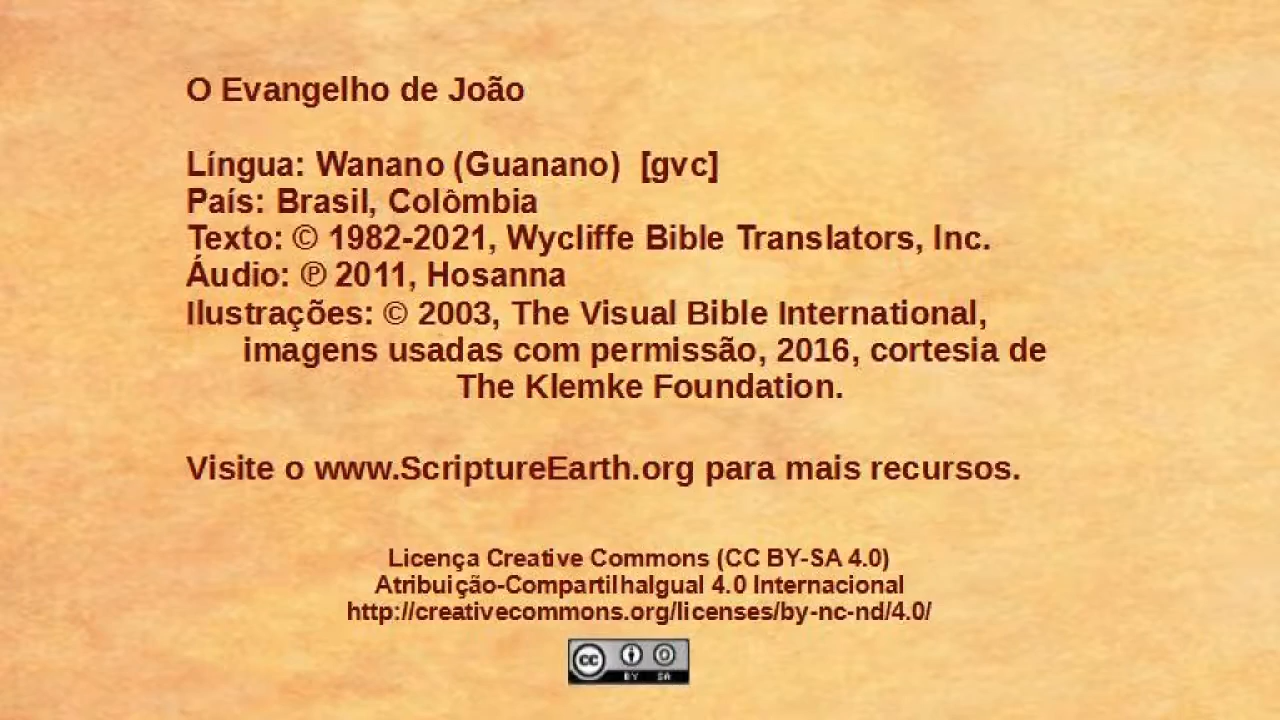 O Evangelho de João
Língua: Wanano (Guanano) [gvc]
País: Brasil, Colômbia
Texto: © 1982-2021, Wycliffe Bible Translators, Inc.
Áudio: ℗ 2011, Hosanna
Ilustrações: © 2003, The Visual Bible International,
imagens usadas com permissão, 2016, cortesia de
The Klemke Foundation.
Visite o www.ScriptureEarth.org para mais recursos.
Licença Creative Commons (CC BY-SA 4.0)
Atribuição-CompartilhaIgual 4.0 Internacional
http://creativecommons.org/licenses/by-nc-nd/4.0/
cc BY SA